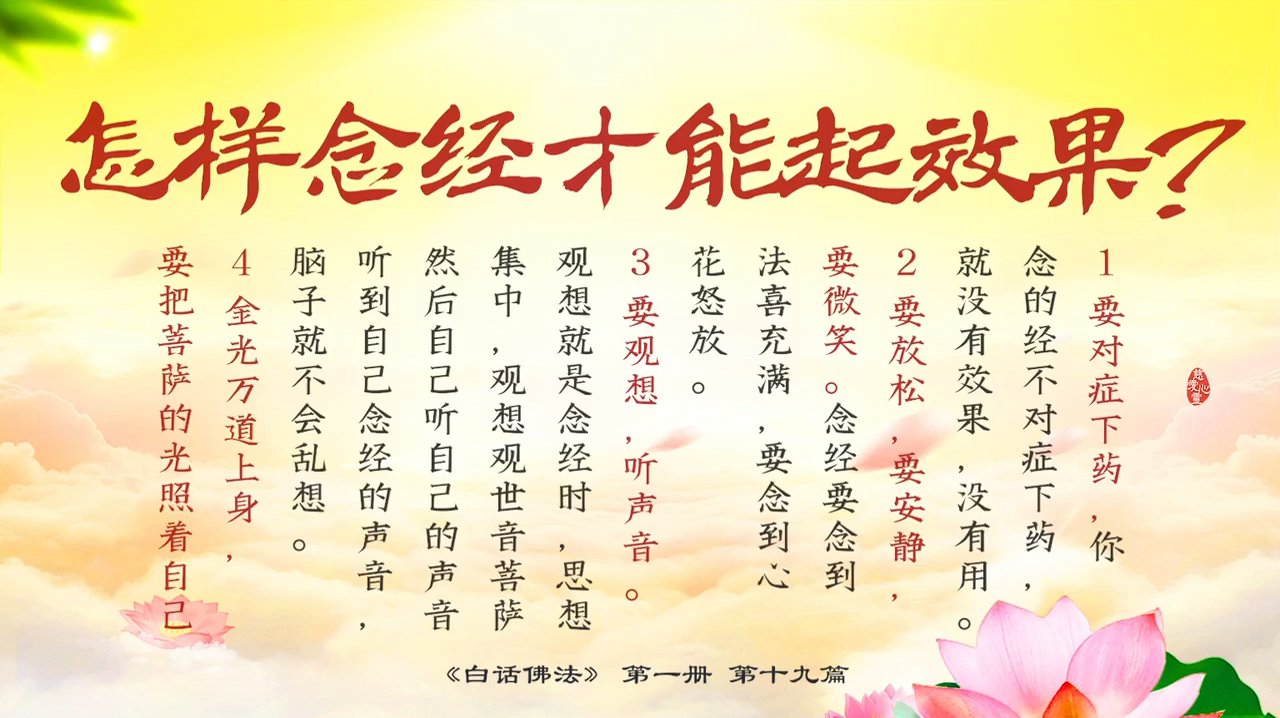 怎样念经才能起效果?
1 要对症下药,你
念的经不对症下药,
就没有效果,没有用。
2 要放松,要安静,
要微笑。念经要念到
法喜充满,要念到心
花怒放。
3 要观想,听声音。
观想就是念经时,思想
集中,观想观世音菩萨
然后自己听自己的声音
听到自己念经的声音,
脑子就不会乱想。
4 金光万道上身,
要把菩萨的光照着自己
《白话佛法》 第一册 第十九篇